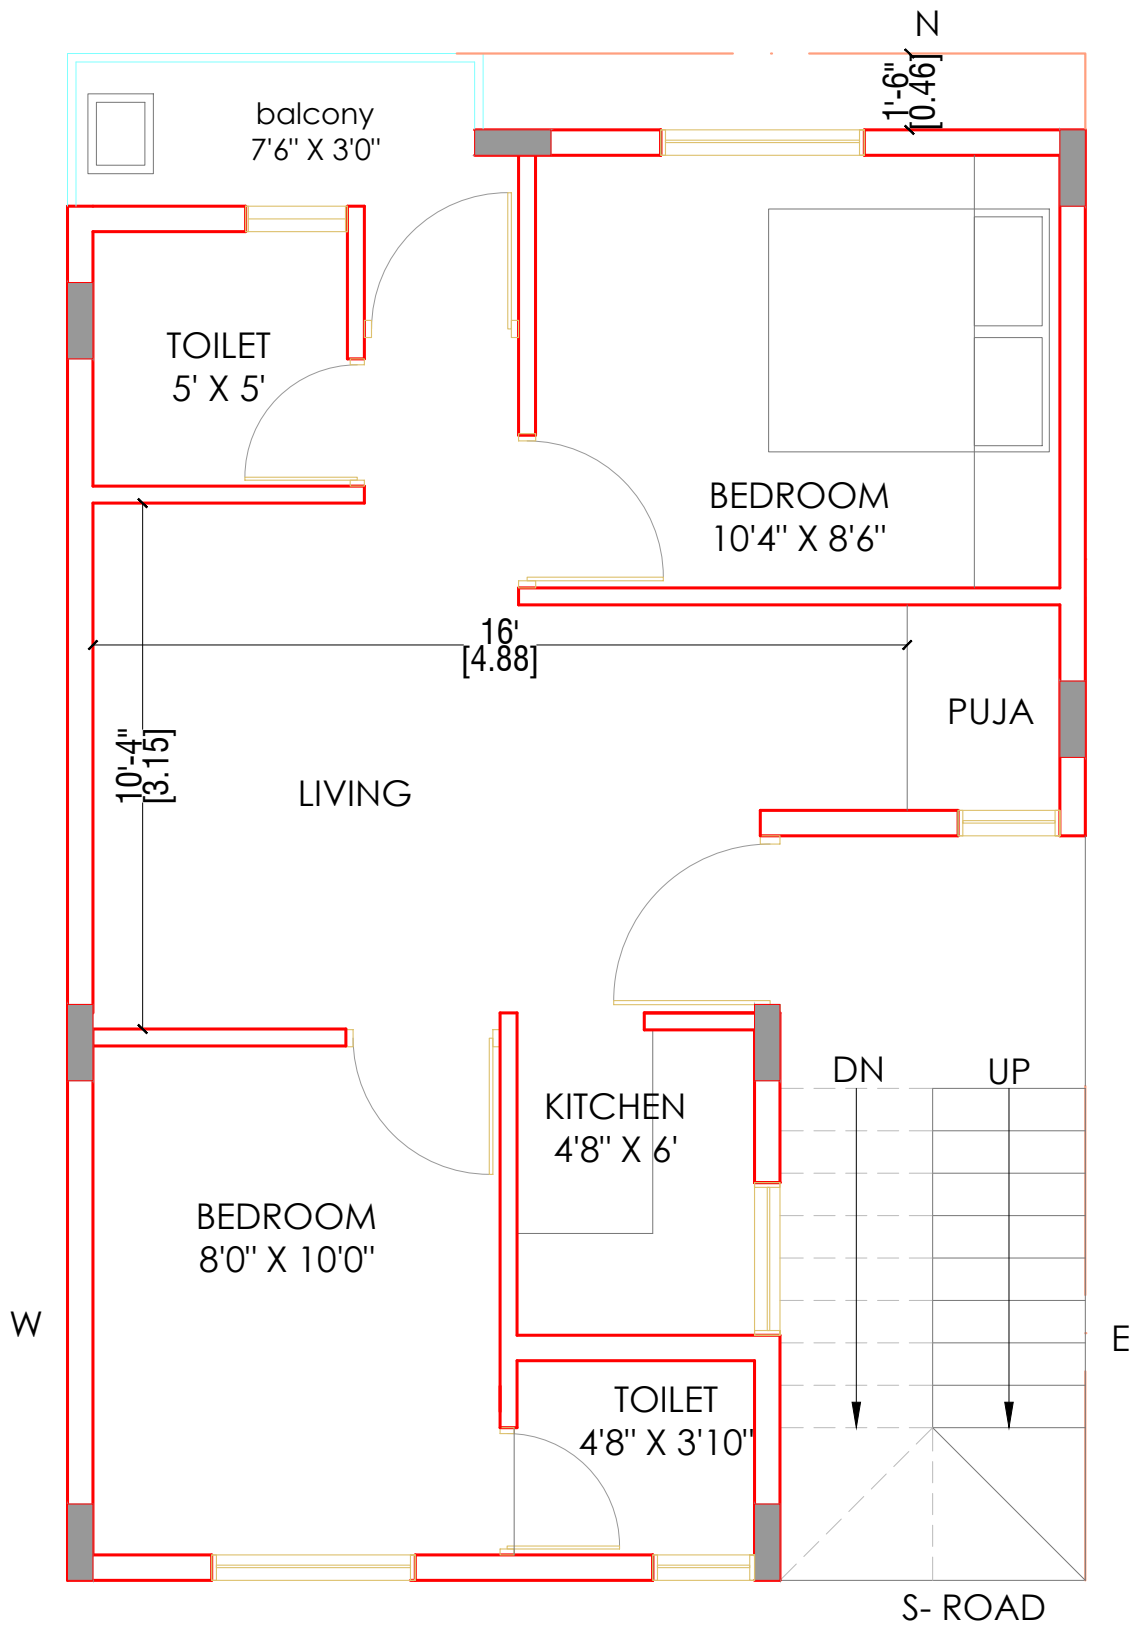 N
1'-6"
[0.46]
balcony
7'6" X 3'0"
TOILET
5' X 5'
BEDROOM
10'4" X 8'6"
16'
[4.88]
PUJA
10'-4"
[3.15]
LIVING
DN
UP
KITCHEN
4'8" X 6'
BEDROOM
8'0" X 10'0"
W
E
TOILET
4'8" X 3'10"
S- ROAD